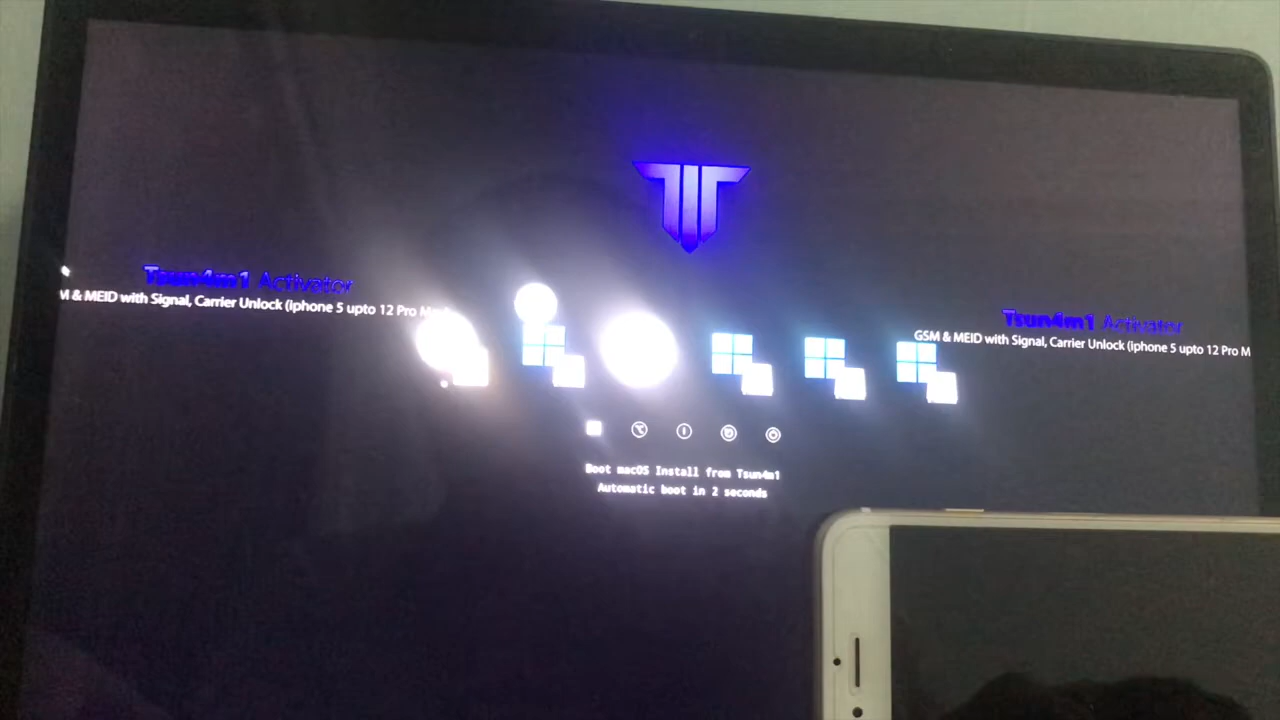 Tsun4m1 Activator
M & MEID with Signal, Carrier Unlock (iphone 5 upto 12 Pro
Tsun4m1 Activator
GSM & MEID with Signal, Carrier Unlock (iphone 5 upto 12 Pro M
Boot macOS Install from Tsun4m1
Automatic boot in 2 seconds